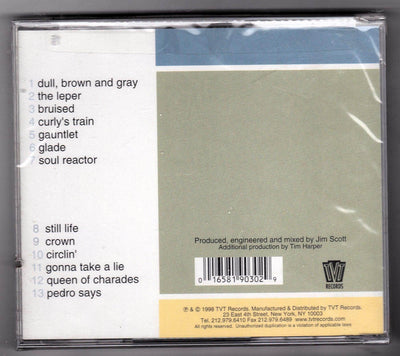 1 dull, brown and gray
2 the leper
3 bruised
4 curly's train
5 gauntlet
6 glade
7 soul reactor
8 still life
9 crown
10 circlin'
11 gonna take a lie
12 queen of charades
13 pedro says
Produced, engineered and mixed by Jim Scott
Additional production by Tim Harper
0 16581 90302 9
TVT
RECORDS
℗ & © 1998 TVT Records. Manufactured & Distributed by TVT Records.
23 East 4th Street, New York, NY 10003
Tel. 212.979.6410 Fax 212.979.6489 www.tvtrecords.com
All rights reserved. Unauthorized duplication is a violation of applicable laws.